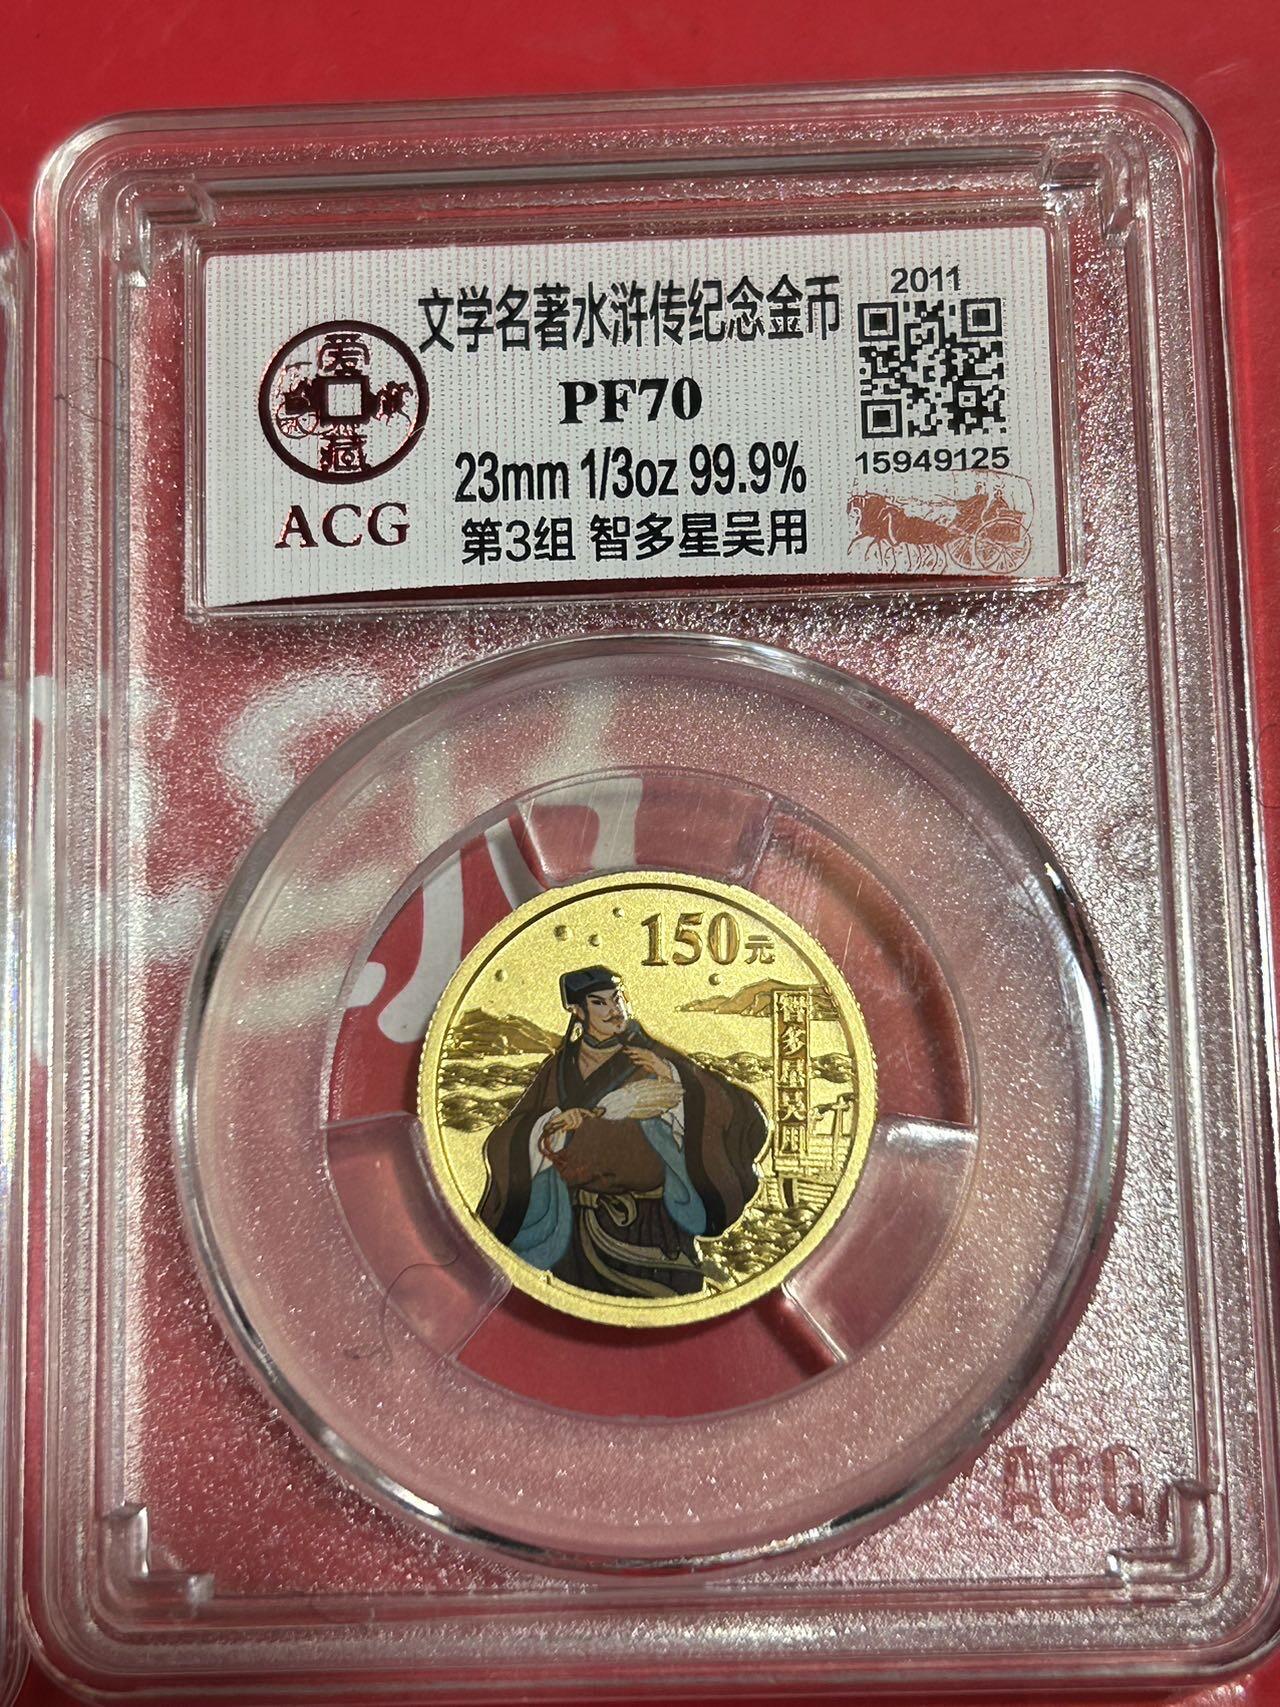 文学名著水浒传纪念金币
PF70
23mm 1/3oz 99.9%
第3组 智多星吴用
爱藏
ACG
2011
15949125
150元
智多星吴用
ACG